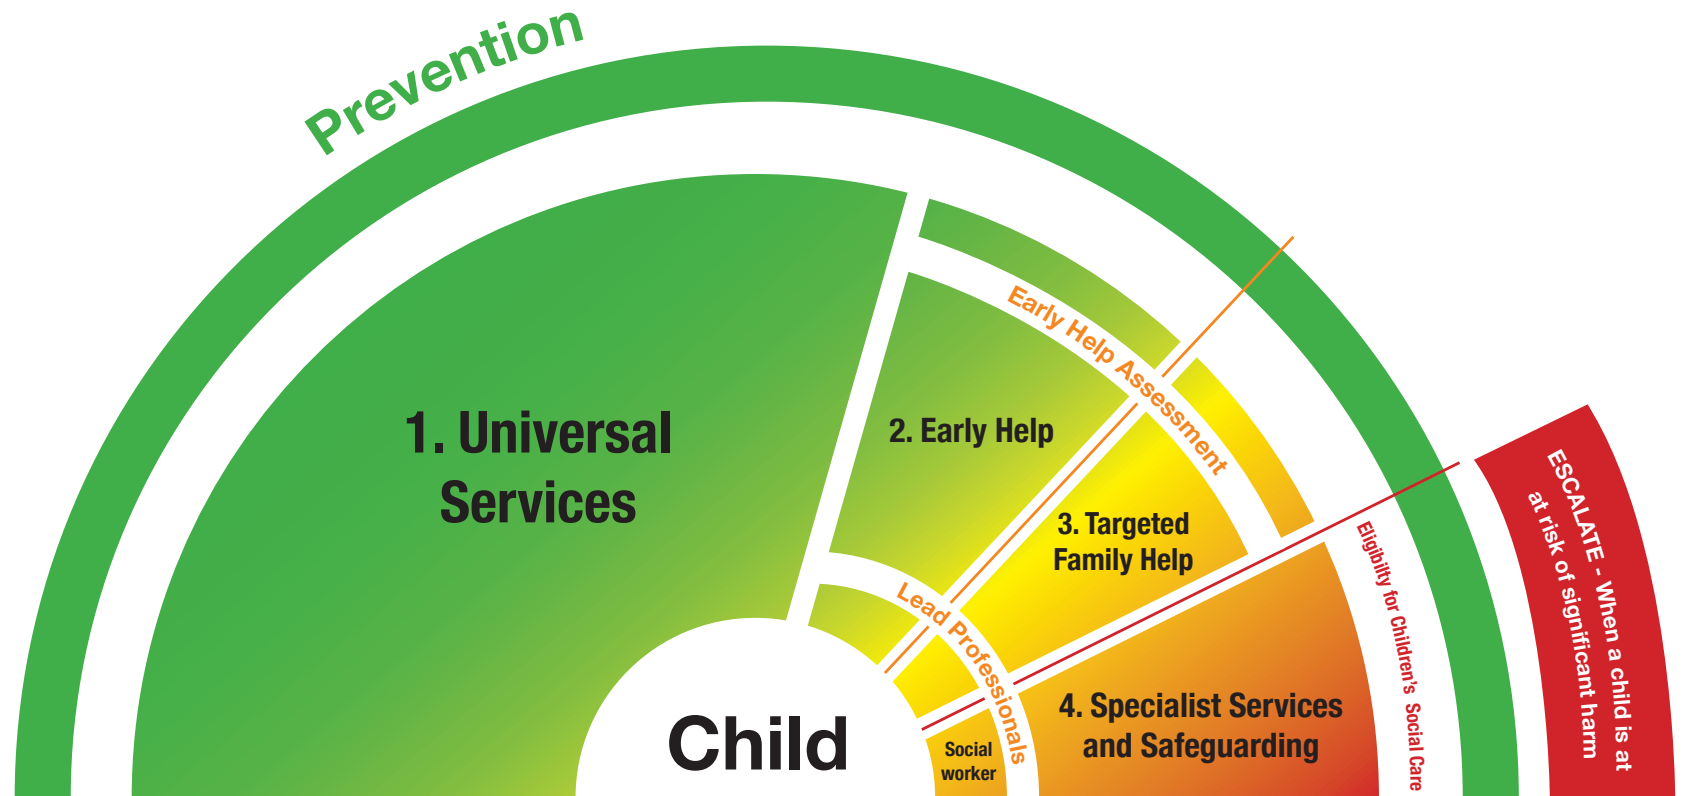 Prevention
1. Universal
Services
2. Early Help
Early Help Assessment
3. Targeted
Family Help
Lead Professionals
Child
Social
worker
4. Specialist Services
and Safeguarding
Eligibilty for Children's Social Care
ESCALATE - When a child is at
at risk of significant harm